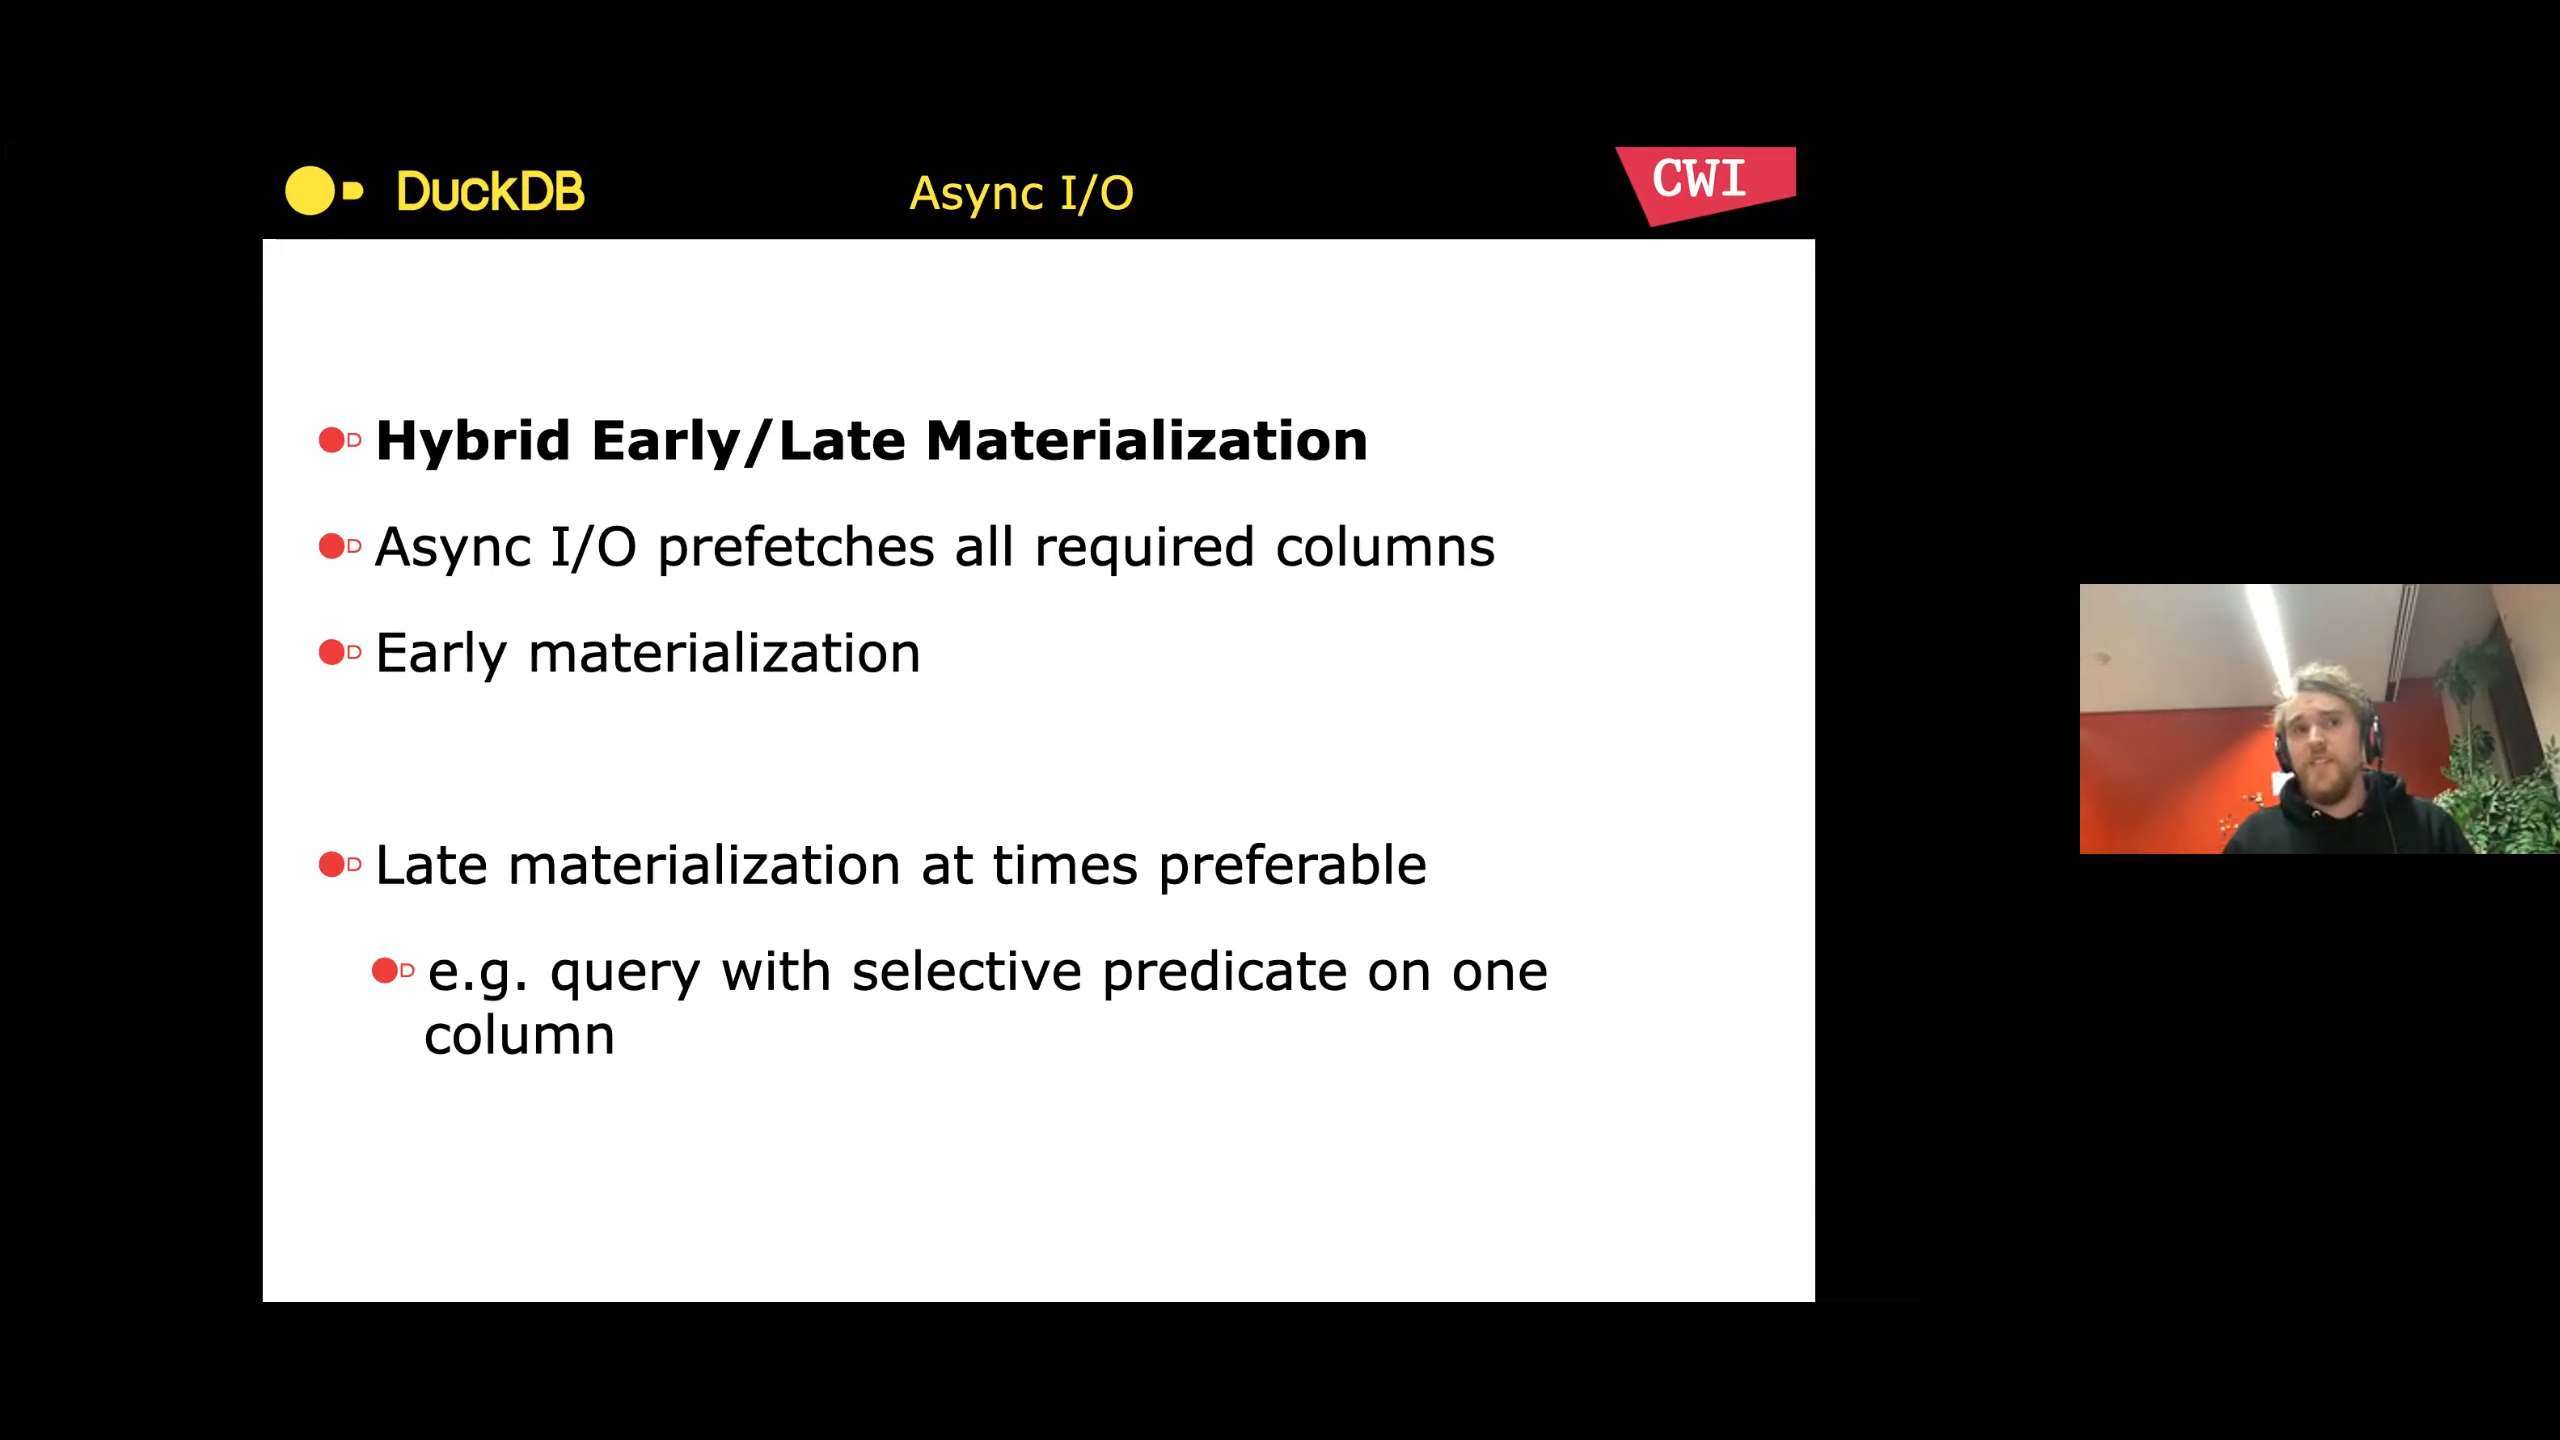 DuckDB
Async I/O
CWI
Hybrid Early/Late Materialization
Async I/O prefetches all required columns
Early materialization
Late materialization at times preferable
e.g. query with selective predicate on one
column